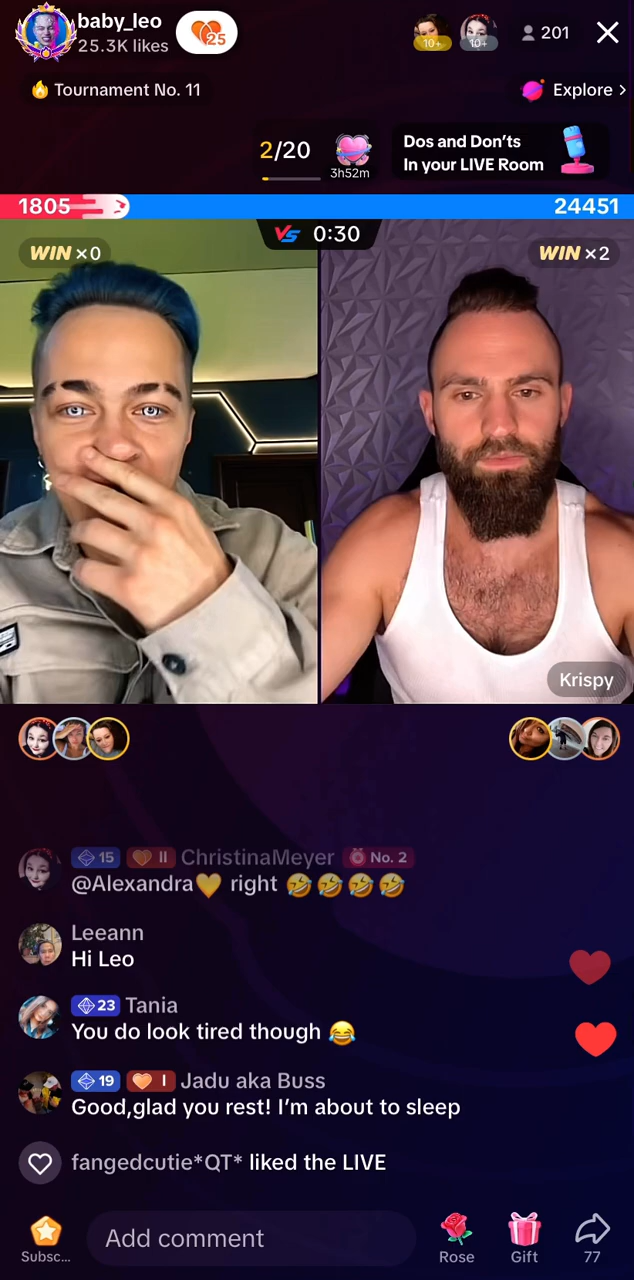 baby_leo
25.3K likes
25
10+
10+
201
Tournament No. 11
Explore >
2/20
3h52m
Dos and Don'ts
In your LIVE Room
1805
24451
VS 0:30
WIN ×0
WIN ×2
Krispy
15 II ChristinaMeyer No. 2
@Alexandra💛 right 🤣🤣🤣🤣
Leeann
Hi Leo
23 Tania
You do look tired though 😂
19 I Jadu aka Buss
Good,glad you rest! I'm about to sleep
fangedcutie*QT* liked the LIVE
Subsc...
Add comment
Rose
Gift
77